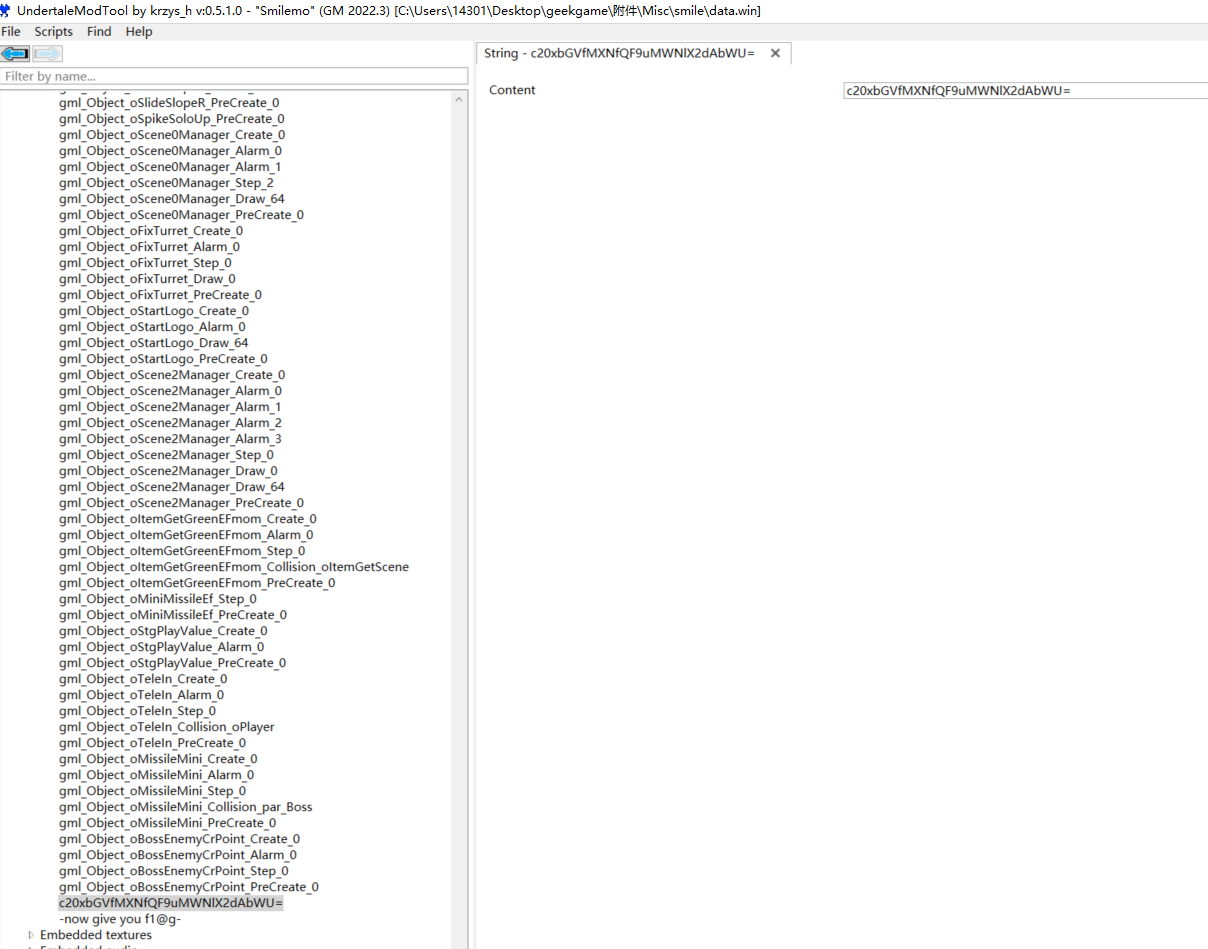 UndertaleModTool by krzys_h v:0.5.1.0 - "Smilemo" (GM 2022.3) [C:\Users\14301\Desktop\geekgame\附件\Misc\smile\data.win]
File Scripts Find Help
Filter by name...
String - c20xbGVfMXNfQF9uMWNlX2dAbWU=
Content
c20xbGVfMXNfQF9uMWNlX2dAbWU=
gml_Object_oSlideSlopeR_PreCreate_0
gml_Object_oSpikeSoloUp_PreCreate_0
gml_Object_oScene0Manager_Create_0
gml_Object_oScene0Manager_Alarm_0
gml_Object_oScene0Manager_Alarm_1
gml_Object_oScene0Manager_Step_2
gml_Object_oScene0Manager_Draw_64
gml_Object_oScene0Manager_PreCreate_0
gml_Object_oFixTurret_Create_0
gml_Object_oFixTurret_Alarm_0
gml_Object_oFixTurret_Step_0
gml_Object_oFixTurret_Draw_0
gml_Object_oFixTurret_PreCreate_0
gml_Object_oStartLogo_Create_0
gml_Object_oStartLogo_Alarm_0
gml_Object_oStartLogo_Draw_64
gml_Object_oStartLogo_PreCreate_0
gml_Object_oScene2Manager_Create_0
gml_Object_oScene2Manager_Alarm_0
gml_Object_oScene2Manager_Alarm_1
gml_Object_oScene2Manager_Alarm_2
gml_Object_oScene2Manager_Alarm_3
gml_Object_oScene2Manager_Step_0
gml_Object_oScene2Manager_Draw_0
gml_Object_oScene2Manager_Draw_64
gml_Object_oScene2Manager_PreCreate_0
gml_Object_oItemGetGreenEFmom_Create_0
gml_Object_oItemGetGreenEFmom_Alarm_0
gml_Object_oItemGetGreenEFmom_Step_0
gml_Object_oItemGetGreenEFmom_Collision_oItemGetScene
gml_Object_oItemGetGreenEFmom_PreCreate_0
gml_Object_oMiniMissileEf_Step_0
gml_Object_oMiniMissileEf_PreCreate_0
gml_Object_oStgPlayValue_Create_0
gml_Object_oStgPlayValue_Alarm_0
gml_Object_oStgPlayValue_PreCreate_0
gml_Object_oTeleIn_Create_0
gml_Object_oTeleIn_Alarm_0
gml_Object_oTeleIn_Step_0
gml_Object_oTeleIn_Collision_oPlayer
gml_Object_oTeleIn_PreCreate_0
gml_Object_oMissileMini_Create_0
gml_Object_oMissileMini_Alarm_0
gml_Object_oMissileMini_Step_0
gml_Object_oMissileMini_Collision_par_Boss
gml_Object_oMissileMini_PreCreate_0
gml_Object_oBossEnemyCrPoint_Create_0
gml_Object_oBossEnemyCrPoint_Alarm_0
gml_Object_oBossEnemyCrPoint_Step_0
gml_Object_oBossEnemyCrPoint_PreCreate_0
c20xbGVfMXNfQF9uMWNlX2dAbWU=
-now give you f1@g-
Embedded textures